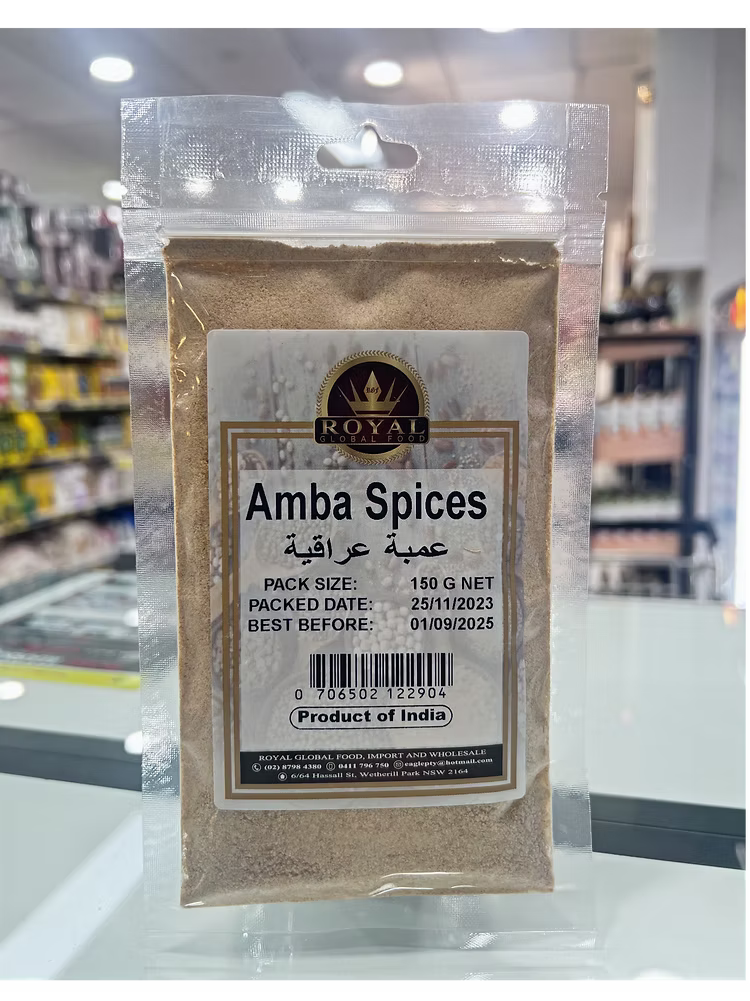 B&J
ROYAL
GLOBAL FOOD
Amba Spices
عمبة عراقية
PACK SIZE: 150 G NET
PACKED DATE: 25/11/2023
BEST BEFORE: 01/09/2025
0 706502 122904
Product of India
ROYAL GLOBAL FOOD, IMPORT AND WHOLESALE
(02) 8798 4380 0411 796 750 eaglepty@hotmail.com
6/64 Hassall St, Wetherill Park NSW 2164